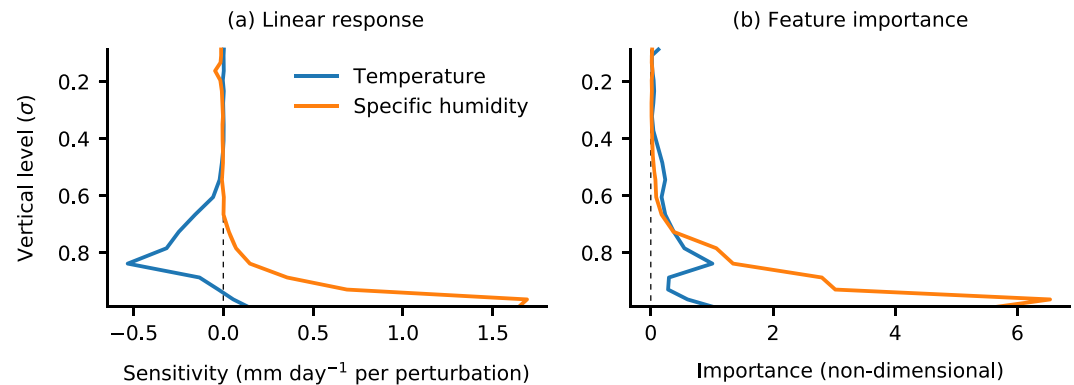 (a) Linear response
(b) Feature importance
Temperature
Specific humidity
Vertical level (σ)
0.2
0.4
0.6
0.8
0.2
0.4
0.6
0.8
−0.5 0.0 0.5 1.0 1.5
0 2 4 6
Sensitivity (mm day⁻¹ per perturbation)
Importance (non-dimensional)